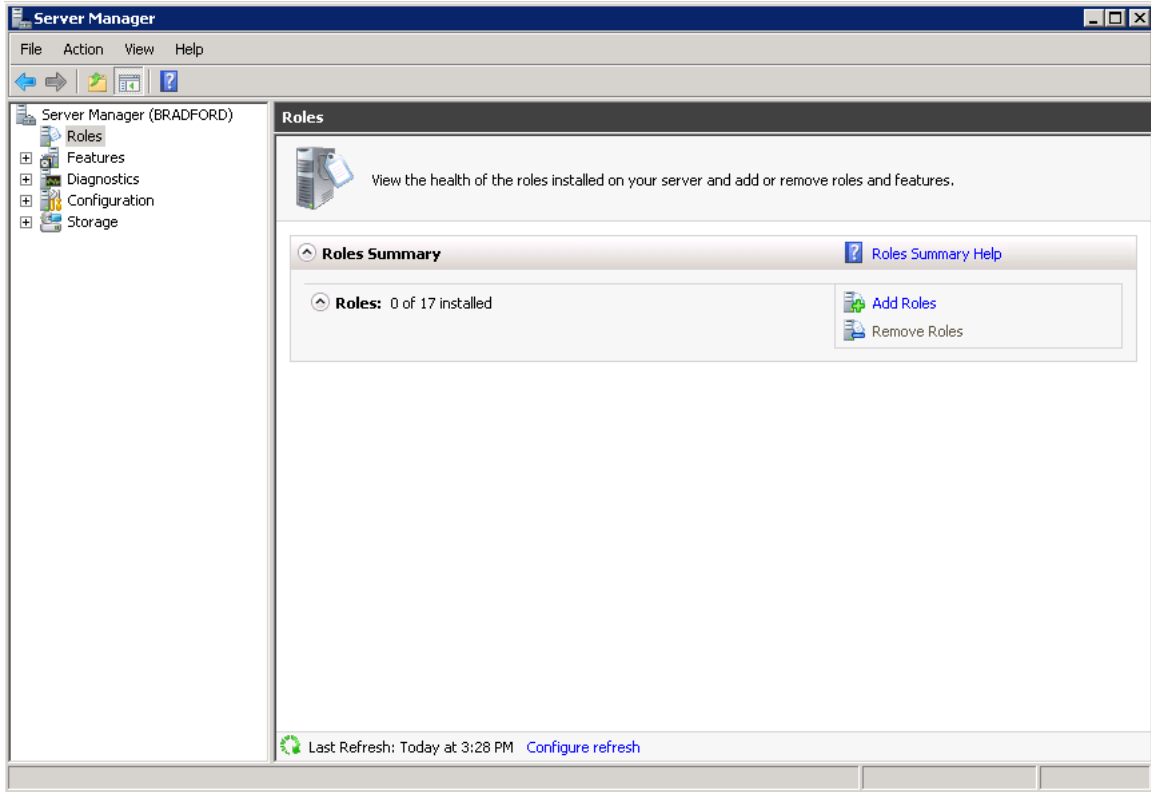 Server Manager
File Action View Help
Server Manager (BRADFORD)
Roles
Features
Diagnostics
Configuration
Storage
Roles
View the health of the roles installed on your server and add or remove roles and features.
Roles Summary
Roles Summary Help
Roles: 0 of 17 installed
Add Roles
Remove Roles
Last Refresh: Today at 3:28 PM Configure refresh